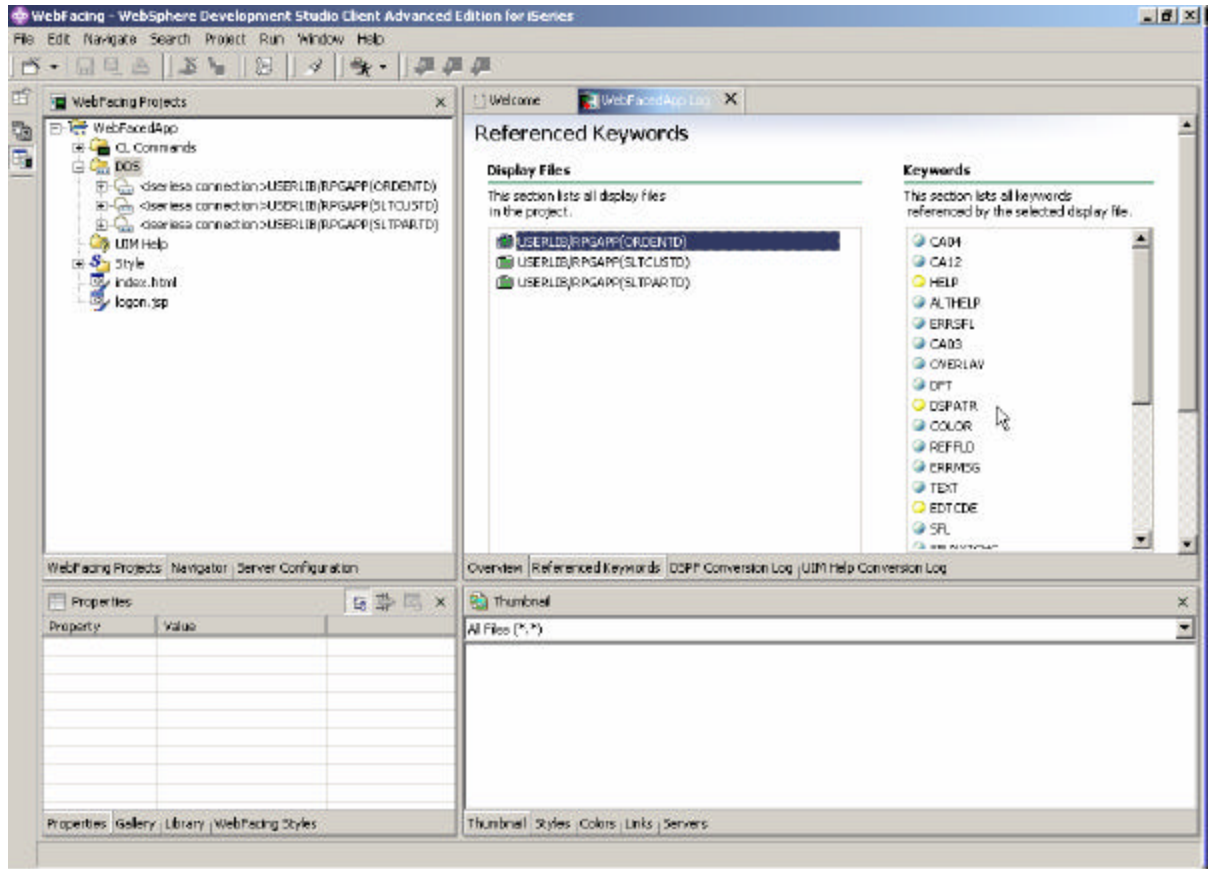 WebFacing - WebSphere Development Studio Client Advanced Edition for iSeries
File Edit Navigate Search Project Run Window Help
WebFacing Projects
WebFacedApp
CL Commands
DDS
<iseriesa connection>USERLIB/RPGAPP(ORDENTD)
<iseriesa connection>USERLIB/RPGAPP(SLTCUSTD)
<iseriesa connection>USERLIB/RPGAPP(SLTPARTD)
UIM Help
Style
index.html
logon.jsp
WebFacing Projects Navigator Server Configuration
Welcome WebFacedApp Log
Referenced Keywords
Display Files
This section lists all display files
in the project.
USERLIB/RPGAPP(ORDENTD)
USERLIB/RPGAPP(SLTCUSTD)
USERLIB/RPGAPP(SLTPARTD)
Keywords
This section lists all keywords
referenced by the selected display file.
CA04
CA12
HELP
ALTHELP
ERRSFL
CA03
OVERLAY
DFT
DSPATR
COLOR
REFFLD
ERRMSG
TEXT
EDTCDE
SFL
Overview Referenced Keywords DSPF Conversion Log UIM Help Conversion Log
Properties
Property Value
Properties Gallery Library WebFacing Styles
Thumbnail
All Files (*.*)
Thumbnail Styles Colors Links Servers